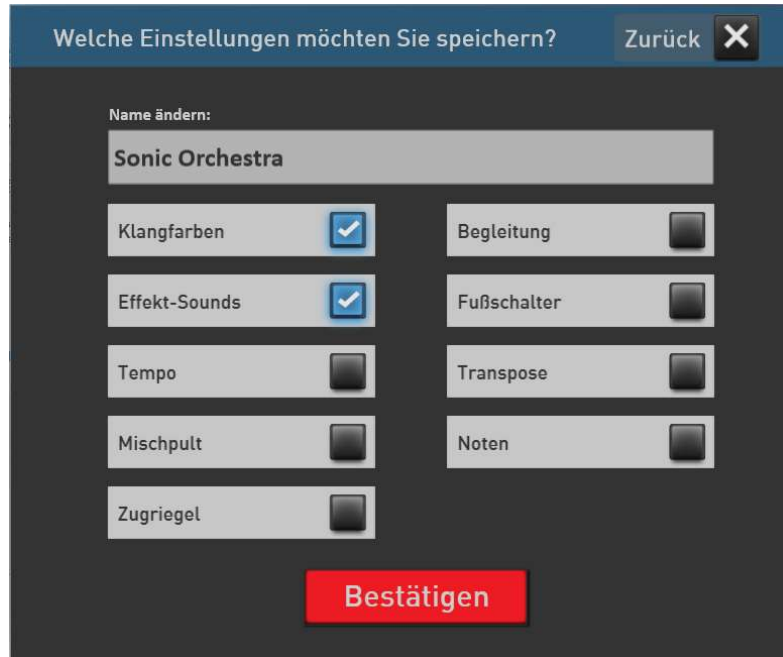 Welche Einstellungen möchten Sie speichern? Zurück
Name ändern:
Sonic Orchestra
Klangfarben Begleitung
Effekt-Sounds Fußschalter
Tempo Transpose
Mischpult Noten
Zugriegel
Bestätigen